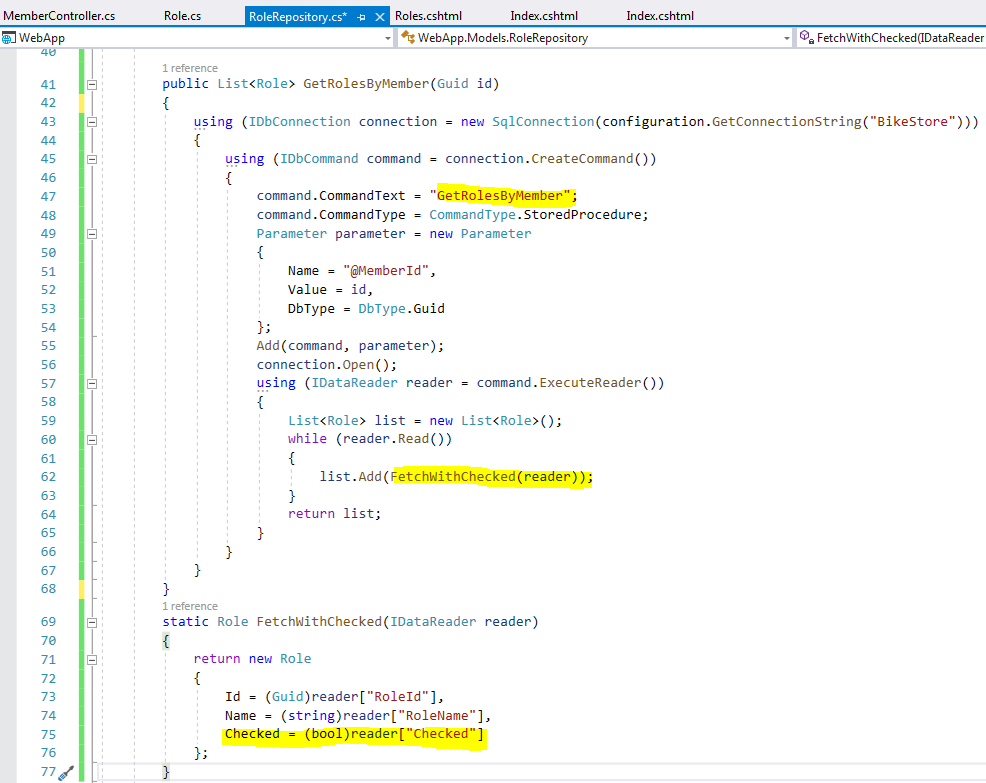 MemberController.cs Role.cs RoleRepository.cs* Roles.cshtml Index.cshtml Index.cshtml
WebApp WebApp.Models.RoleRepository FetchWithChecked(IDataReader
40
1 reference
41 public List<Role> GetRolesByMember(Guid id)
42 {
43 using (IDbConnection connection = new SqlConnection(configuration.GetConnectionString("BikeStore")))
44 {
45 using (IDbCommand command = connection.CreateCommand())
46 {
47 command.CommandText = "GetRolesByMember";
48 command.CommandType = CommandType.StoredProcedure;
49 Parameter parameter = new Parameter
50 {
51 Name = "@MemberId",
52 Value = id,
53 DbType = DbType.Guid
54 };
55 Add(command, parameter);
56 connection.Open();
57 using (IDataReader reader = command.ExecuteReader())
58 {
59 List<Role> list = new List<Role>();
60 while (reader.Read())
61 {
62 list.Add(FetchWithChecked(reader));
63 }
64 return list;
65 }
66 }
67 }
68 }
1 reference
69 static Role FetchWithChecked(IDataReader reader)
70 {
71 return new Role
72 {
73 Id = (Guid)reader["RoleId"],
74 Name = (string)reader["RoleName"],
75 Checked = (bool)reader["Checked"]
76 };
77 }